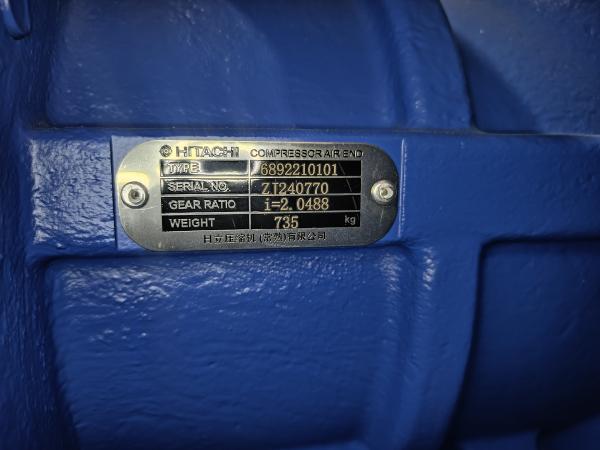 HITACHI COMPRESSOR AIR END
TYPE 6892210101
SERIAL NO. ZJ240770
GEAR RATIO i=2.0488
WEIGHT 735 kg
日立压缩机(常熟)有限公司